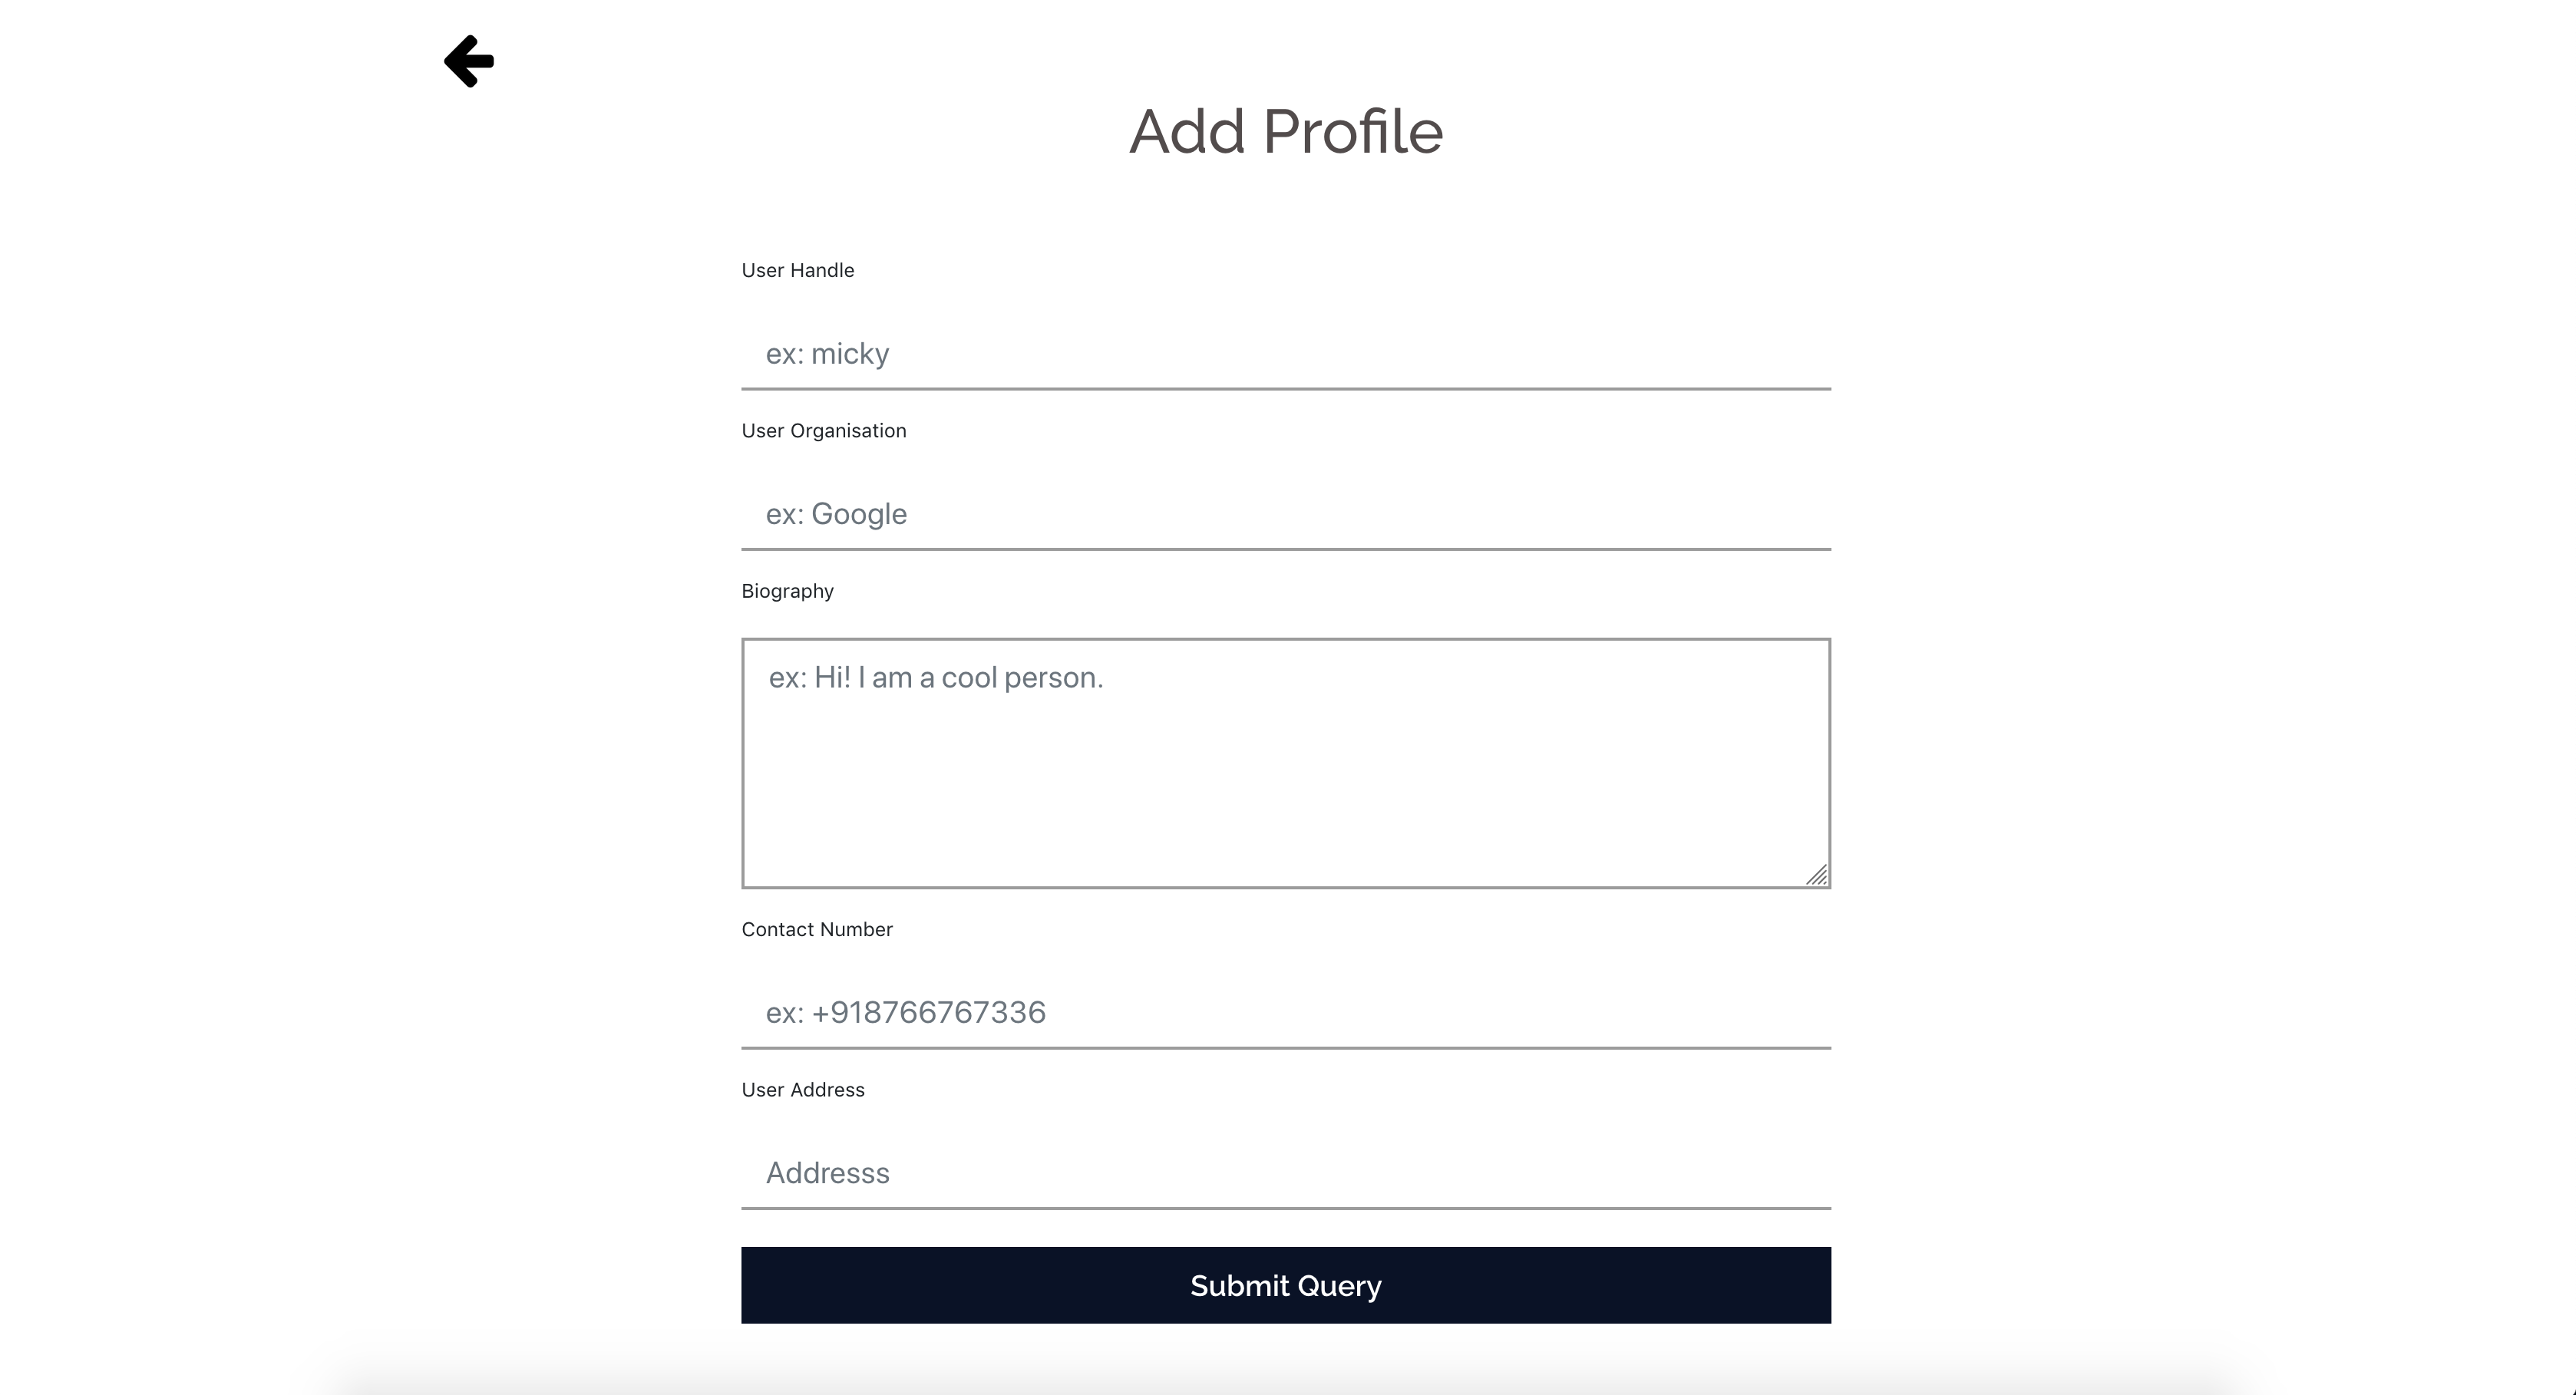 Add Profile
User Handle
ex: micky
User Organisation
ex: Google
Biography
ex: Hi! I am a cool person.
Contact Number
ex: +918766767336
User Address
Addresss
Submit Query